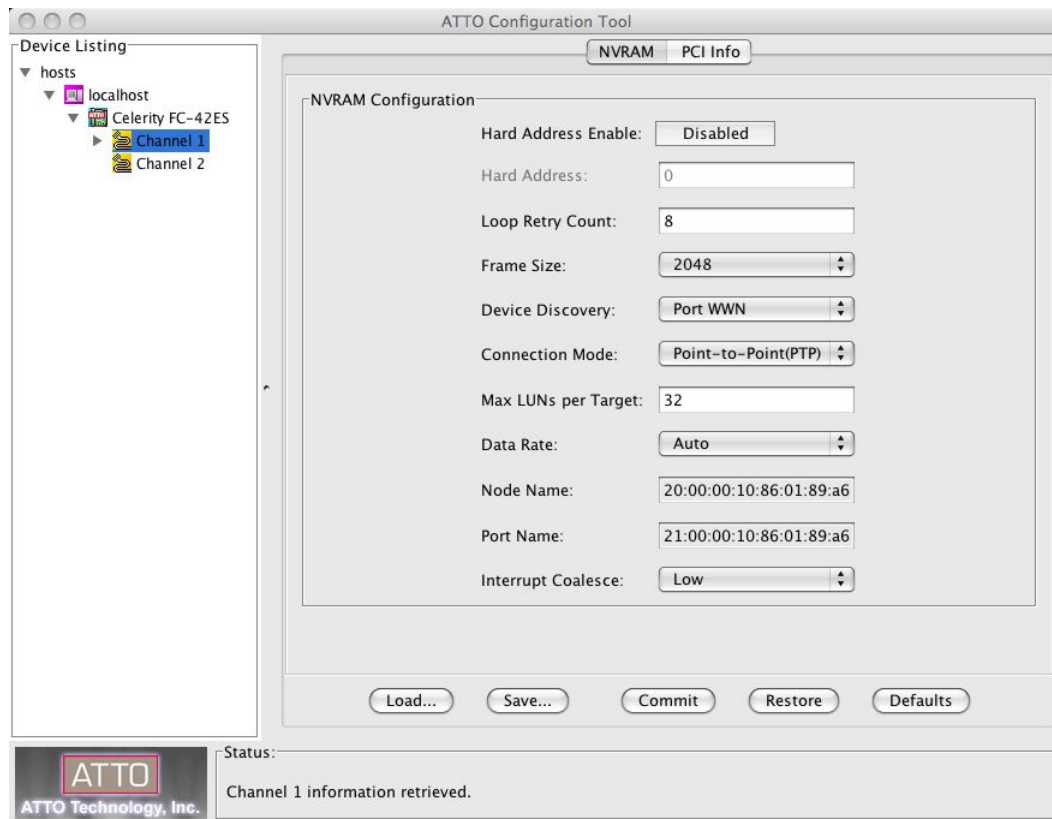 ATTO Configuration Tool
Device Listing
hosts
localhost
Celerity FC-42ES
Channel 1
Channel 2
NVRAM PCI Info
NVRAM Configuration
Hard Address Enable: Disabled
Hard Address: 0
Loop Retry Count: 8
Frame Size: 2048
Device Discovery: Port WWN
Connection Mode: Point-to-Point(PTP)
Max LUNs per Target: 32
Data Rate: Auto
Node Name: 20:00:00:10:86:01:89:a6
Port Name: 21:00:00:10:86:01:89:a6
Interrupt Coalesce: Low
Load... Save... Commit Restore Defaults
ATTO
ATTO Technology, Inc.
Status:
Channel 1 information retrieved.